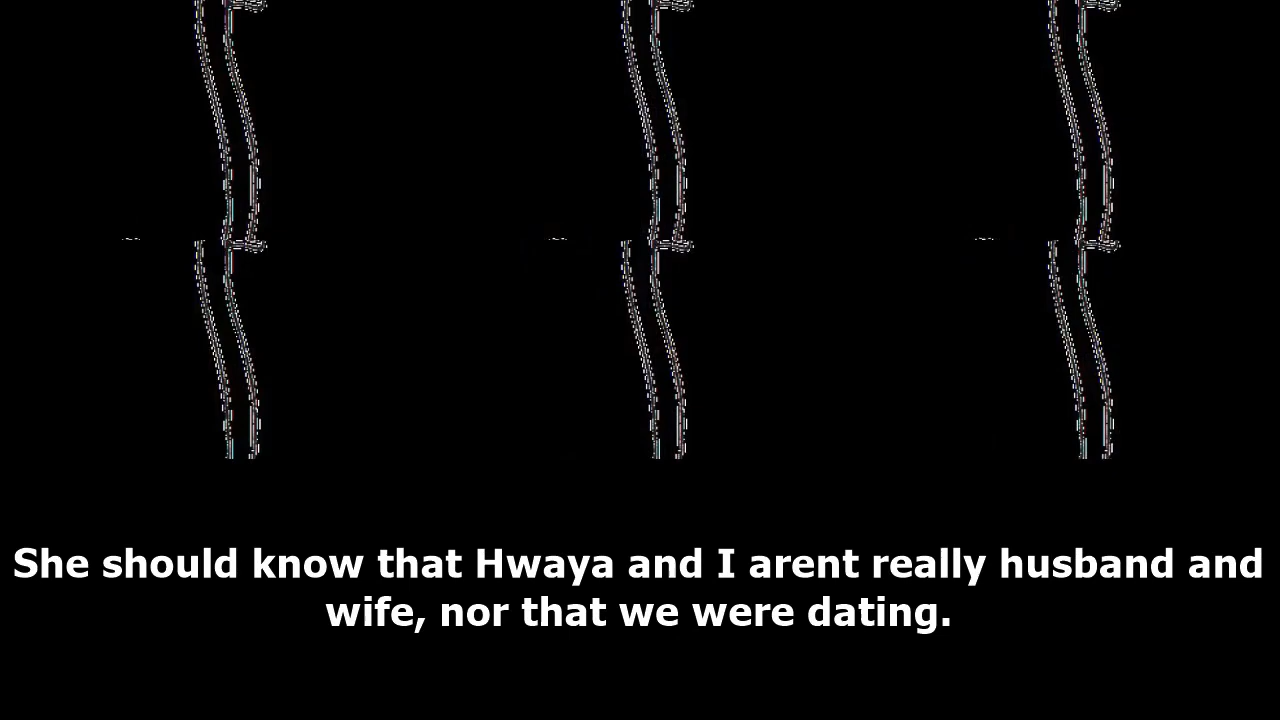 She should know that Hwaya and I arent really husband and
wife, nor that we were dating.